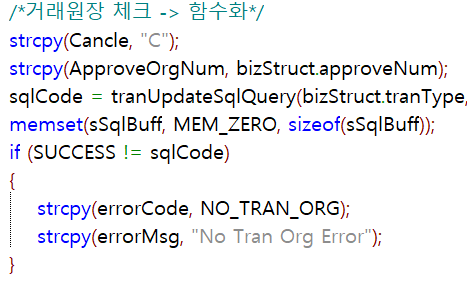 /*거래원장 체크 -> 함수화*/
strcpy(Cancle, "C");
strcpy(ApproveOrgNum, bizStruct.approveNum);
sqlCode = tranUpdateSqlQuery(bizStruct.tranType,
memset(sSqlBuff, MEM_ZERO, sizeof(sSqlBuff));
if (SUCCESS != sqlCode)
{
strcpy(errorCode, NO_TRAN_ORG);
strcpy(errorMsg, "No Tran Org Error");
}